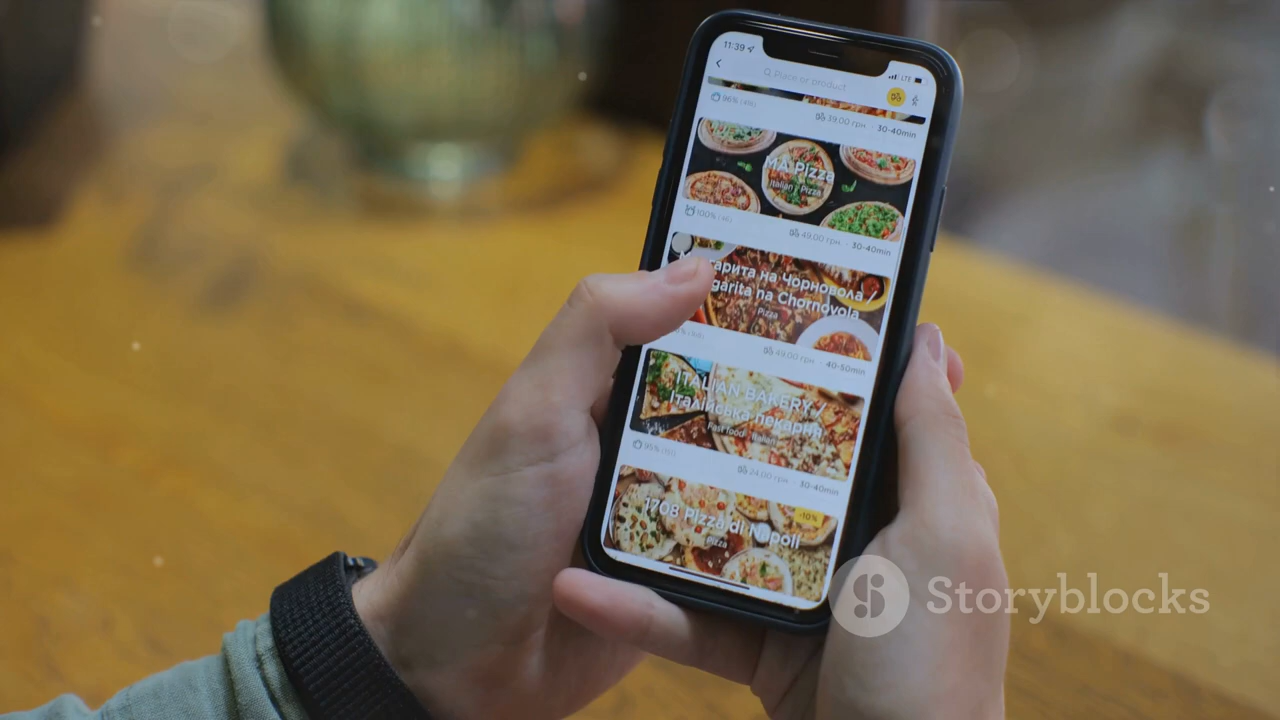 11:39
LTE
Place or product
96%
39.00 грн · 30-40min
MA Pizza
Italian · Pizza
100%
49.00 грн · 30-40min
на Чорновола /
na Chornovola
Pizza
49.00 грн · 40-50min
ITALIAN BAKERY /
Італійська пекарня
Fast food · Italian
95%
24.00 грн · 30-40min
-10%
1708 Pizza di Napoli
Pizza
Storyblocks